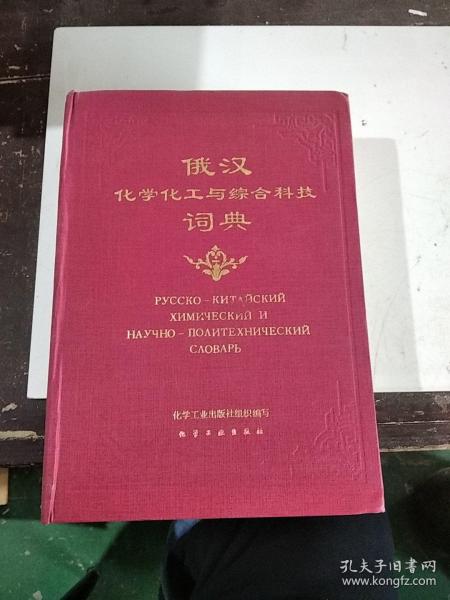 俄汉
化学化工与综合科技
词典
РУССКО-КИТАЙСКИЙ
ХИМИЧЕСКИЙ И
НАУЧНО-ПОЛИТЕХНИЧЕСКИЙ
СЛОВАРЬ
化学工业出版社组织编写
化学工业出版社
孔夫子旧书网
www.kongfz.com